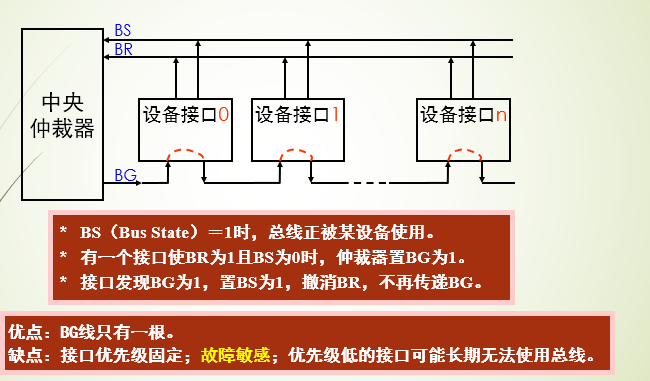 BS
BR
中央
仲裁器
设备接口0
设备接口1
设备接口n
BG
* BS（Bus State）＝1时，总线正被某设备使用。
* 有一个接口使BR为1且BS为0时，仲裁器置BG为1。
* 接口发现BG为1，置BS为1，撤消BR，不再传递BG。
优点：BG线只有一根。
缺点：接口优先级固定；故障敏感；优先级低的接口可能长期无法使用总线。